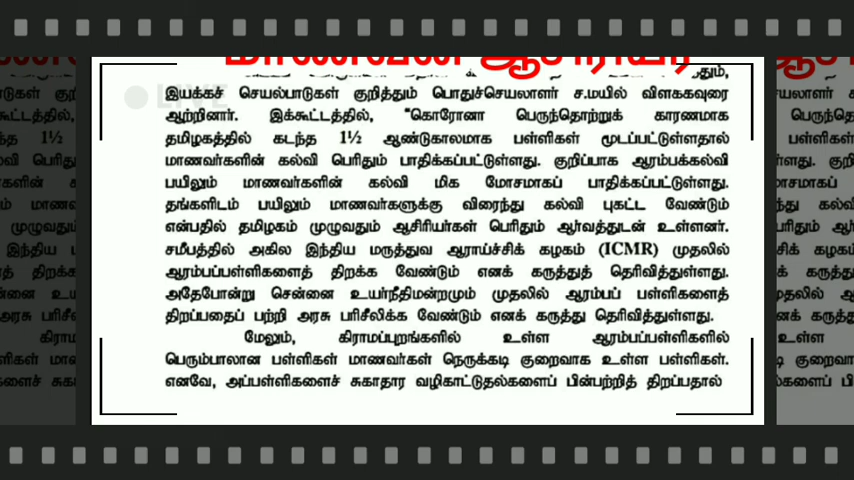 மாணவன் ஆசிரியர்
LIVE
இயக்கச் செயல்பாடுகள் குறித்தும் பொதுச்செயலாளர் ச.மயில் விளககவுரை
ஆற்றினார். இக்கூட்டத்தில், "கொரோனா பெருந்தொற்றுக் காரணமாக
தமிழகத்தில் கடந்த 1½ ஆண்டுகாலமாக பள்ளிகள் மூடப்பட்டுள்ளதால்
மாணவர்களின் கல்வி பெரிதும் பாதிக்கப்பட்டுள்ளது. குறிப்பாக ஆரம்பக்கல்வி
பயிலும் மாணவர்களின் கல்வி மிக மோசமாகப் பாதிக்கப்பட்டுள்ளது.
தங்களிடம் பயிலும் மாணவர்களுக்கு விரைந்து கல்வி புகட்ட வேண்டும்
என்பதில் தமிழகம் முழுவதும் ஆசிரியர்கள் பெரிதும் ஆர்வத்துடன் உள்ளனர்.
சமீபத்தில் அகில இந்திய மருத்துவ ஆராய்ச்சிக் கழகம் (ICMR) முதலில்
ஆரம்பப்பள்ளிகளைத் திறக்க வேண்டும் எனக் கருத்துத் தெரிவித்துள்ளது.
அதேபோன்று சென்னை உயர்நீதிமன்றமும் முதலில் ஆரம்பப் பள்ளிகளைத்
திறப்பதைப் பற்றி அரசு பரிசீலிக்க வேண்டும் எனக் கருத்து தெரிவித்துள்ளது.
மேலும், கிராமப்புறங்களில் உள்ள ஆரம்பப்பள்ளிகளில்
பெரும்பாலான பள்ளிகள் மாணவர்கள் நெருக்கடி குறைவாக உள்ள பள்ளிகள்.
எனவே, அப்பள்ளிகளைச் சுகாதார வழிகாட்டுதல்களைப் பின்பற்றித் திறப்பதால்